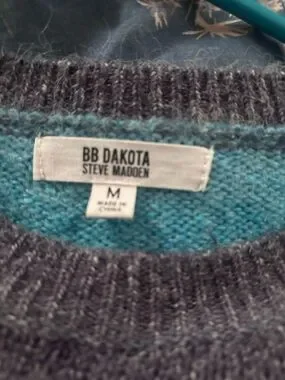 BB DAKOTA
STEVE MADDEN
M
MADE IN
CHINA